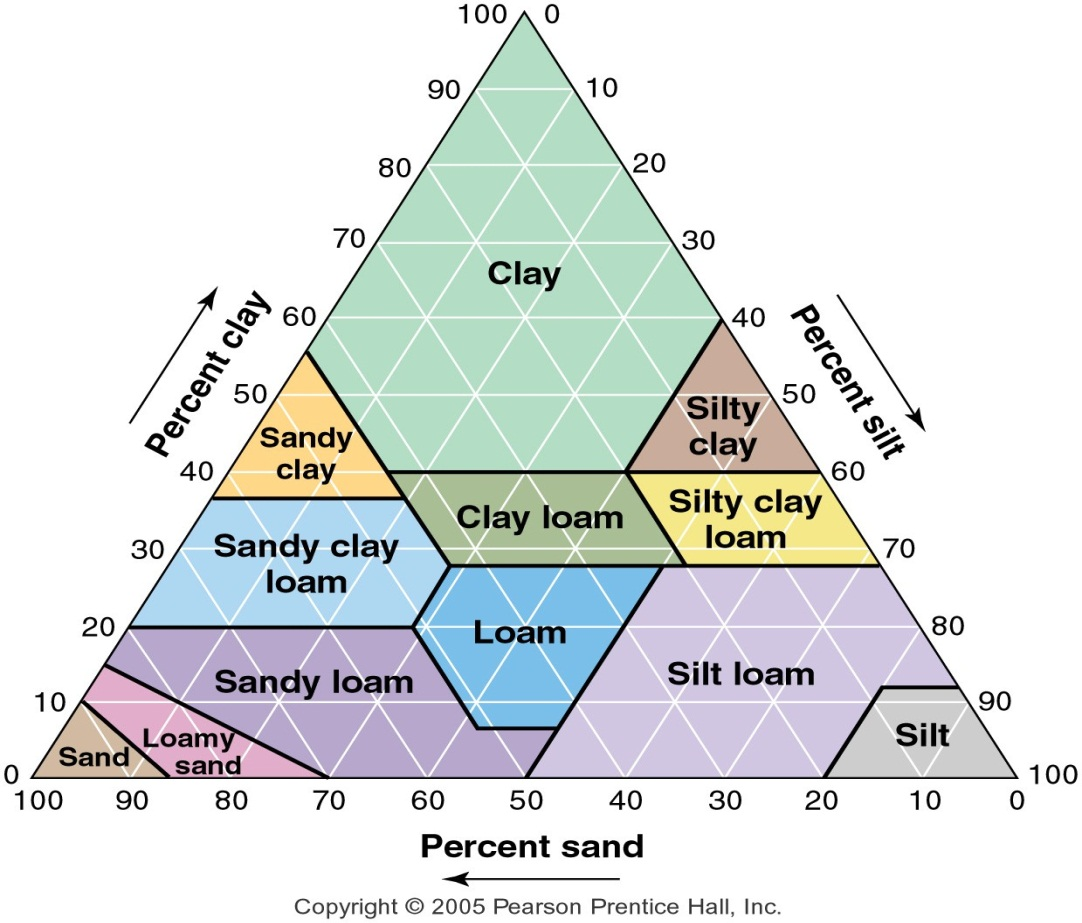 100 0
90 10
80 20
70 30
Clay
60 40
Percent clay
Percent silt
50 50
Silty
clay
Sandy
clay
40 60
Clay loam
Silty clay
loam
30 70
Sandy clay
loam
20 80
Loam
Sandy loam
Silt loam
10 90
Sand
Loamy
sand
Silt
0 100
100 90 80 70 60 50 40 30 20 10 0
Percent sand
Copyright © 2005 Pearson Prentice Hall, Inc.